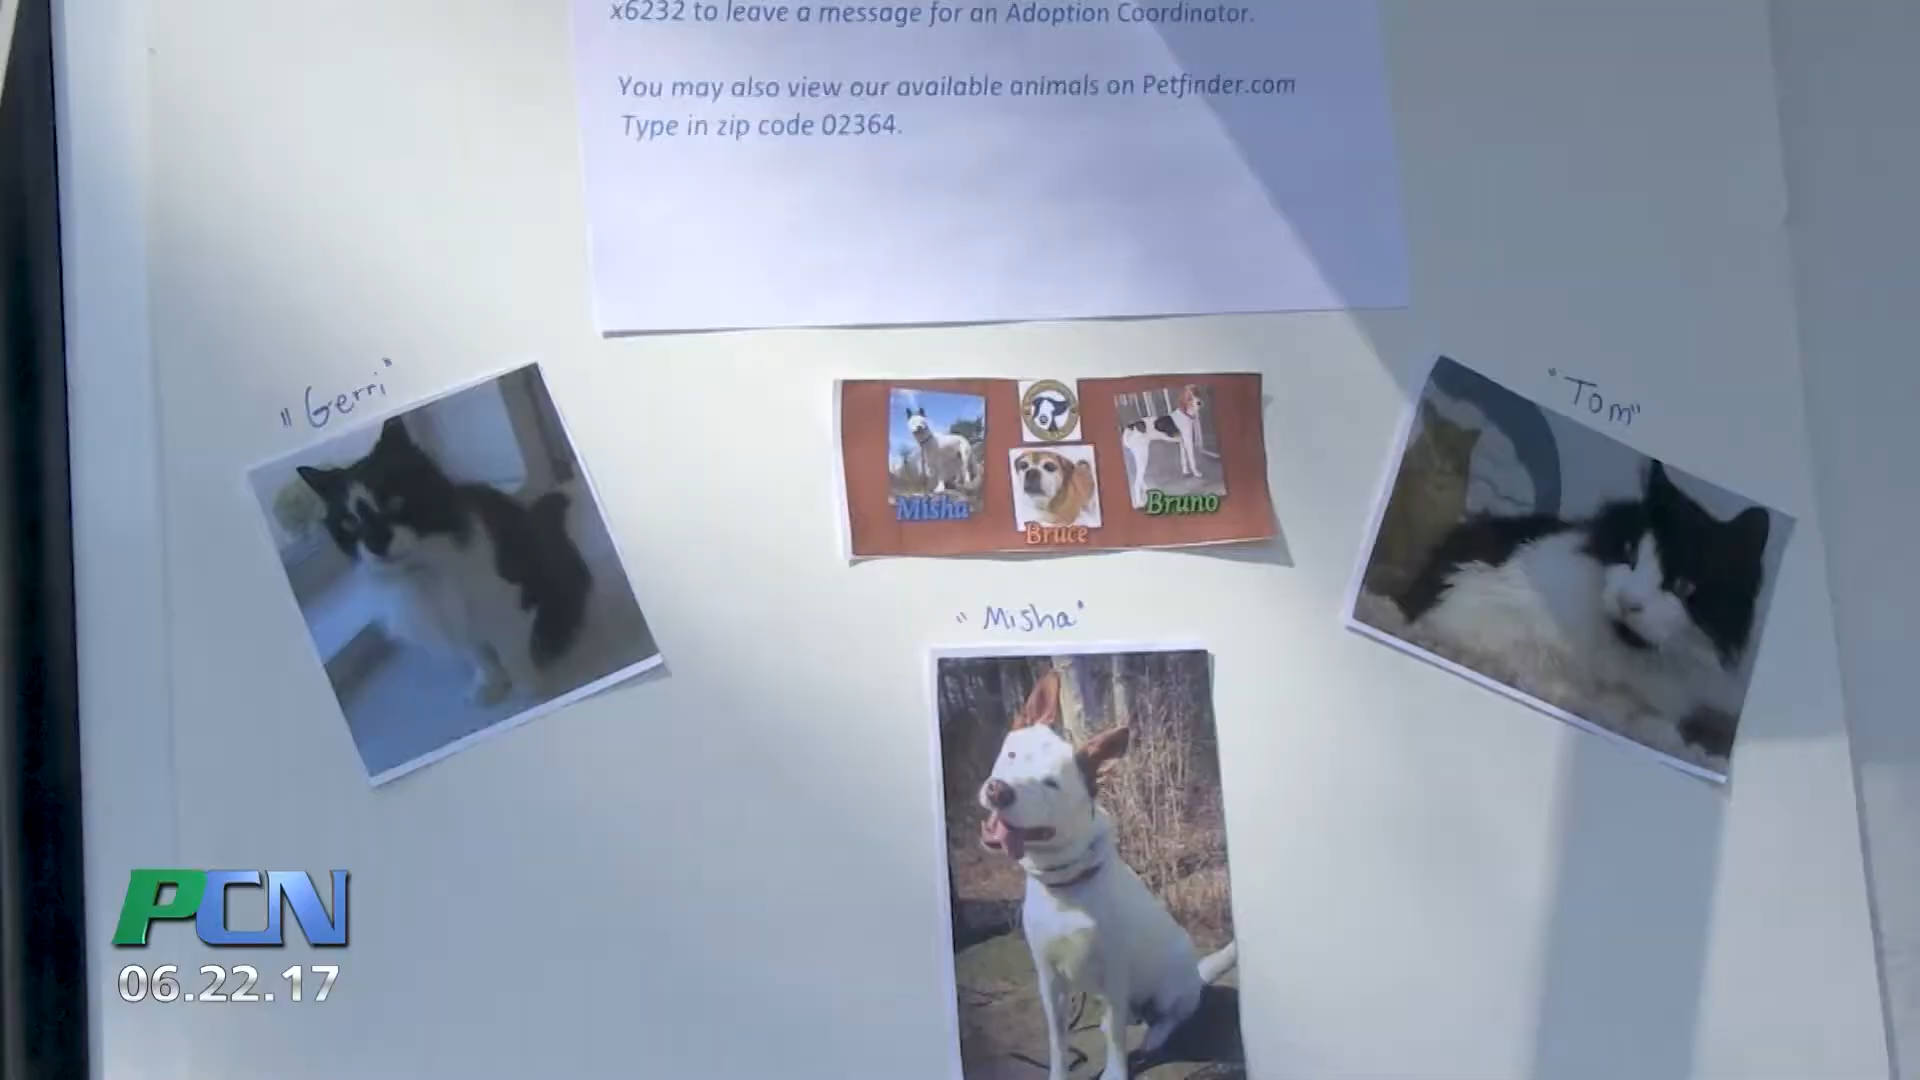 x6232 to leave a message for an Adoption Coordinator.
You may also view our available animals on Petfinder.com
Type in zip code 02364.
"Gerri"
"Tom"
Misha
Bruce
Bruno
"Misha"
PCN
06.22.17